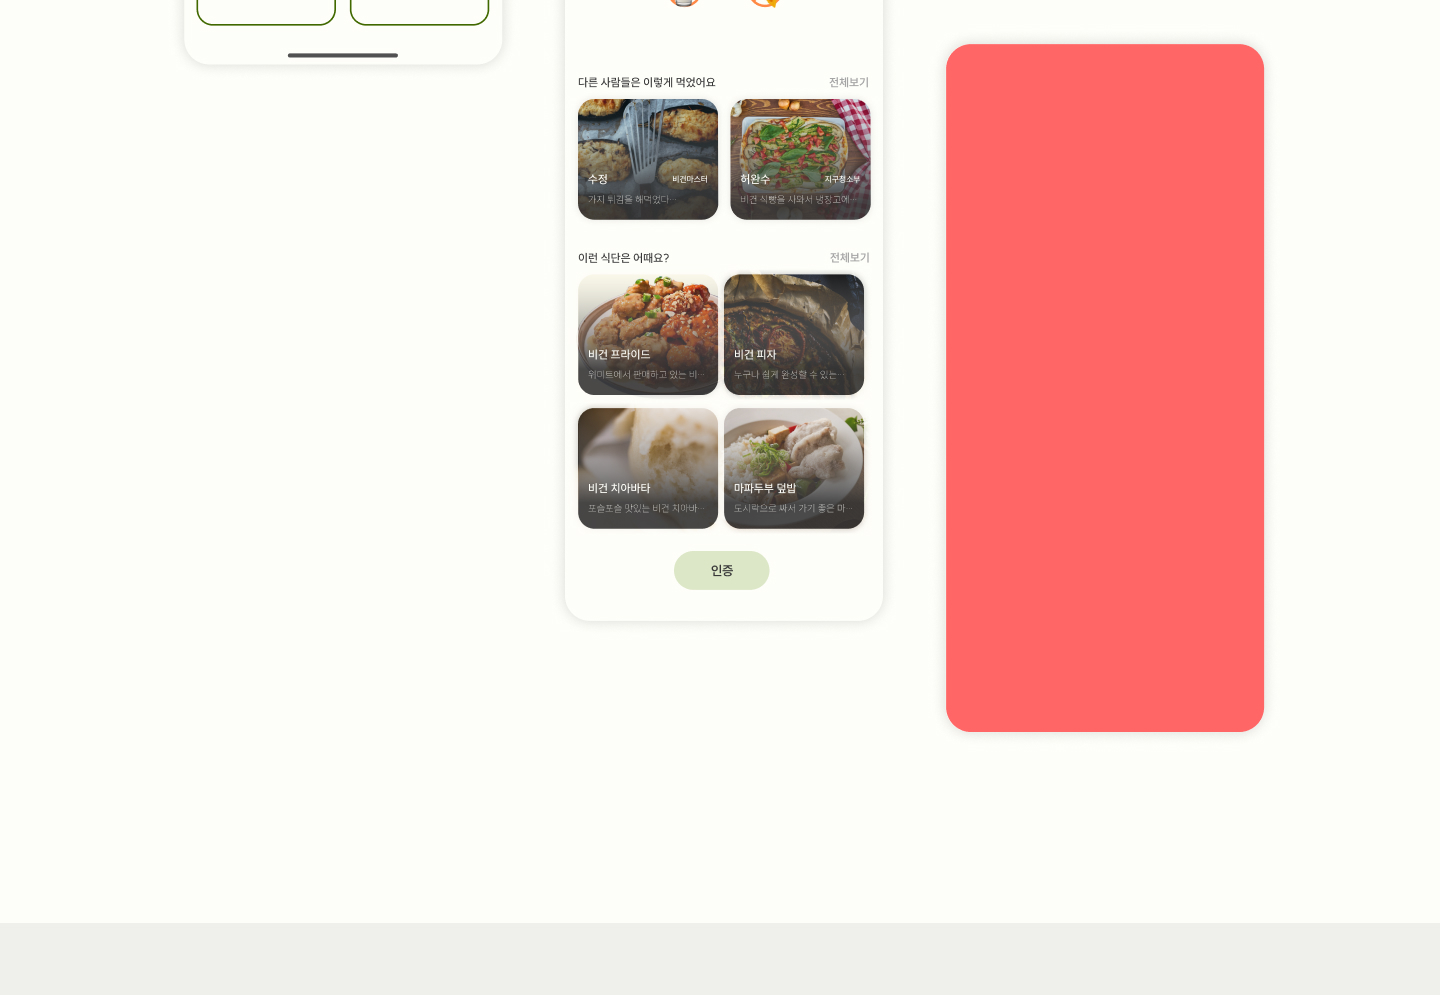 다른 사람들은 이렇게 먹었어요 전체보기
수정 비건마스터
가지 튀김을 해먹었다...
허완수 지구청소부
비건 식빵을 사와서 냉장고에...
이런 식단은 어때요? 전체보기
비건 프라이드
위미트에서 판매하고 있는 비...
비건 피자
누구나 쉽게 완성할 수 있는...
비건 치아바타
포슬포슬 맛있는 비건 치아바...
마파두부 덮밥
도시락으로 싸서 가기 좋은 마...
인증